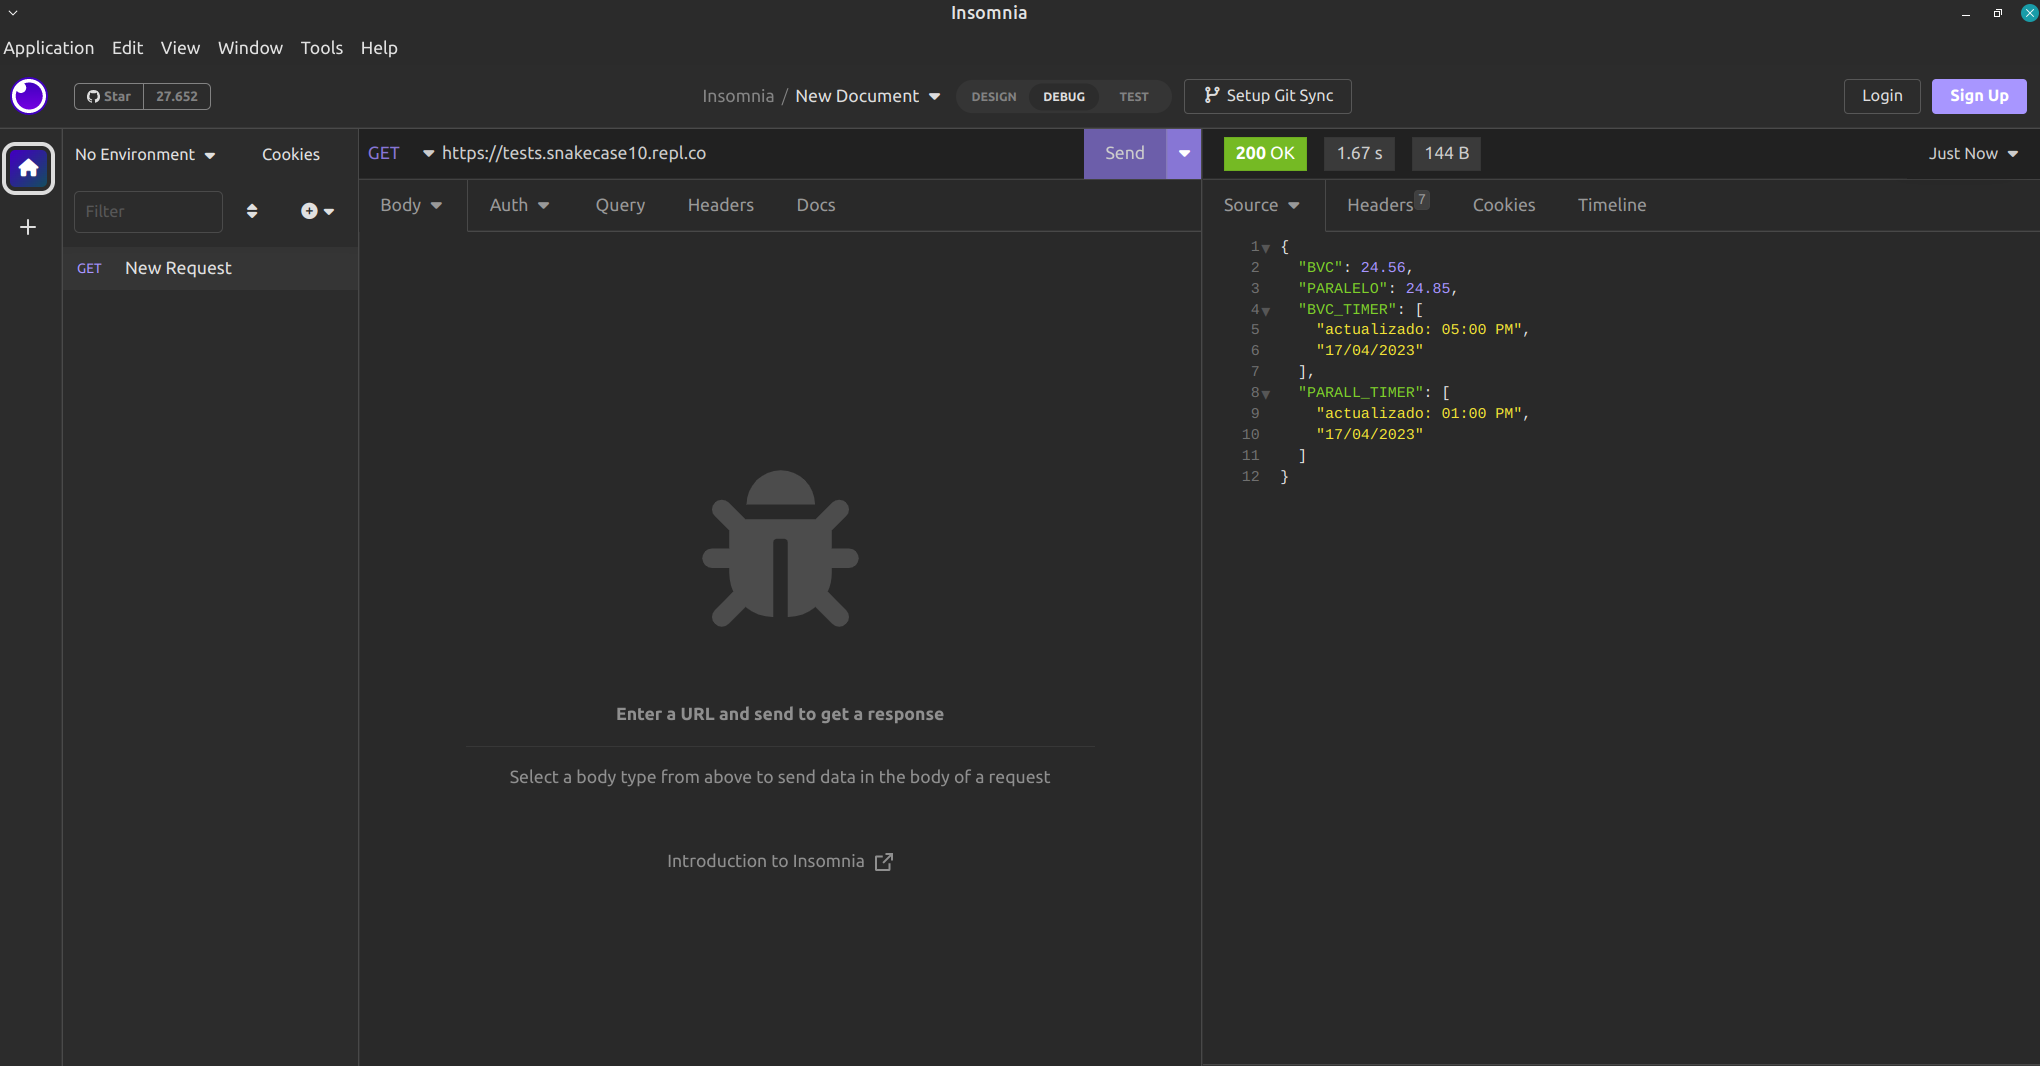 Insomnia
Application Edit View Window Tools Help
Star 27.652
Insomnia / New Document
DESIGN DEBUG TEST
Setup Git Sync
Login
Sign Up
No Environment Cookies
Filter
GET New Request
GET https://tests.snakecase10.repl.co Send
Body Auth Query Headers Docs
Enter a URL and send to get a response
Select a body type from above to send data in the body of a request
Introduction to Insomnia
200 OK 1.67 s 144 B Just Now
Source Headers 7 Cookies Timeline
1 {
2 "BVC": 24.56,
3 "PARALELO": 24.85,
4 "BVC_TIMER": [
5 "actualizado: 05:00 PM",
6 "17/04/2023"
7 ],
8 "PARALL_TIMER": [
9 "actualizado: 01:00 PM",
10 "17/04/2023"
11 ]
12 }